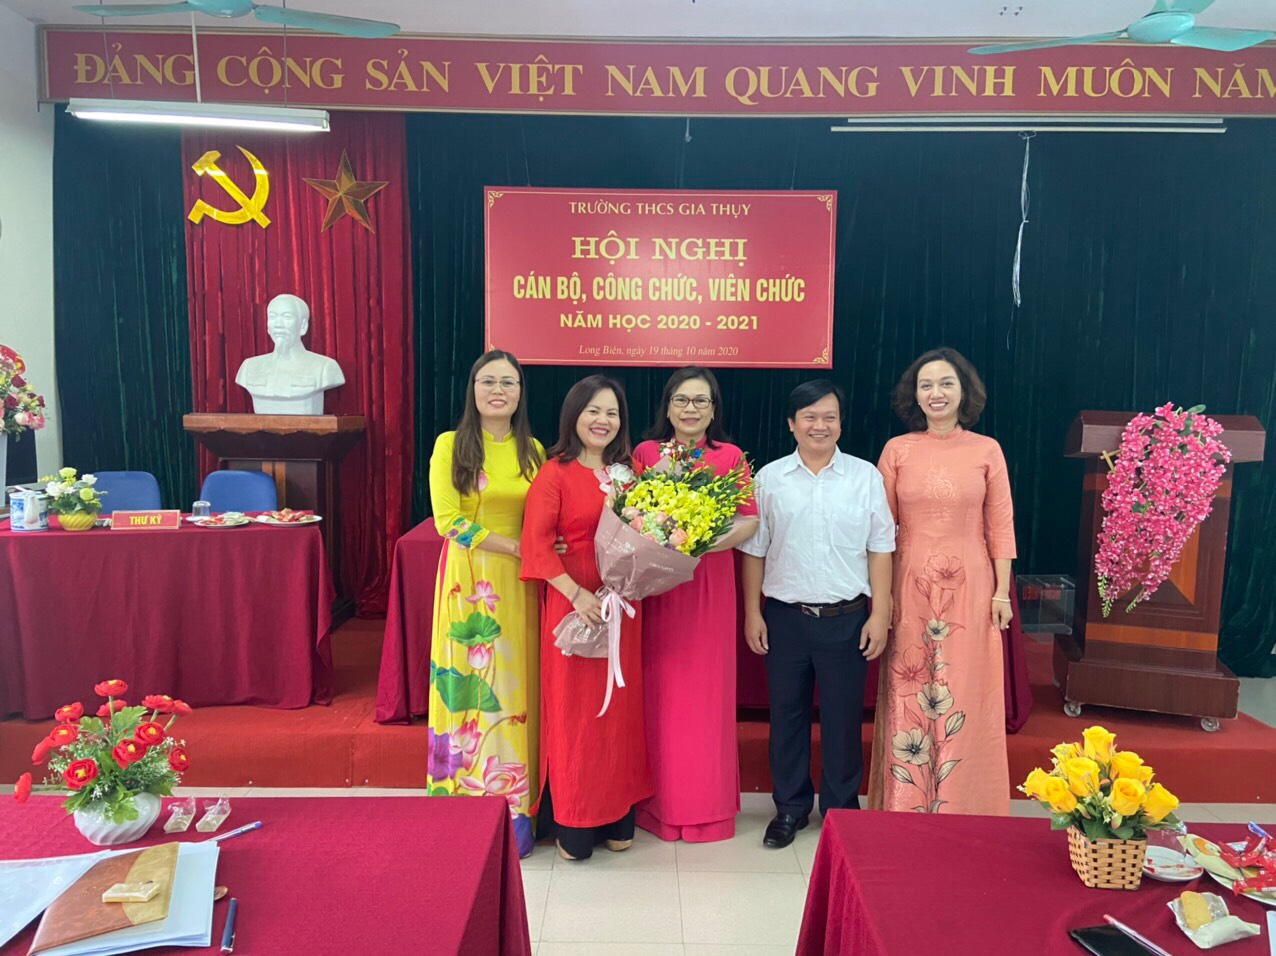 ĐẢNG CỘNG SẢN VIỆT NAM QUANG VINH MUÔN NĂM
TRƯỜNG THCS GIA THỤY
HỘI NGHỊ
CÁN BỘ, CÔNG CHỨC, VIÊN CHỨC
NĂM HỌC 2020 - 2021
Long Biên, ngày 19 tháng 10 năm 2020
THƯ KÝ